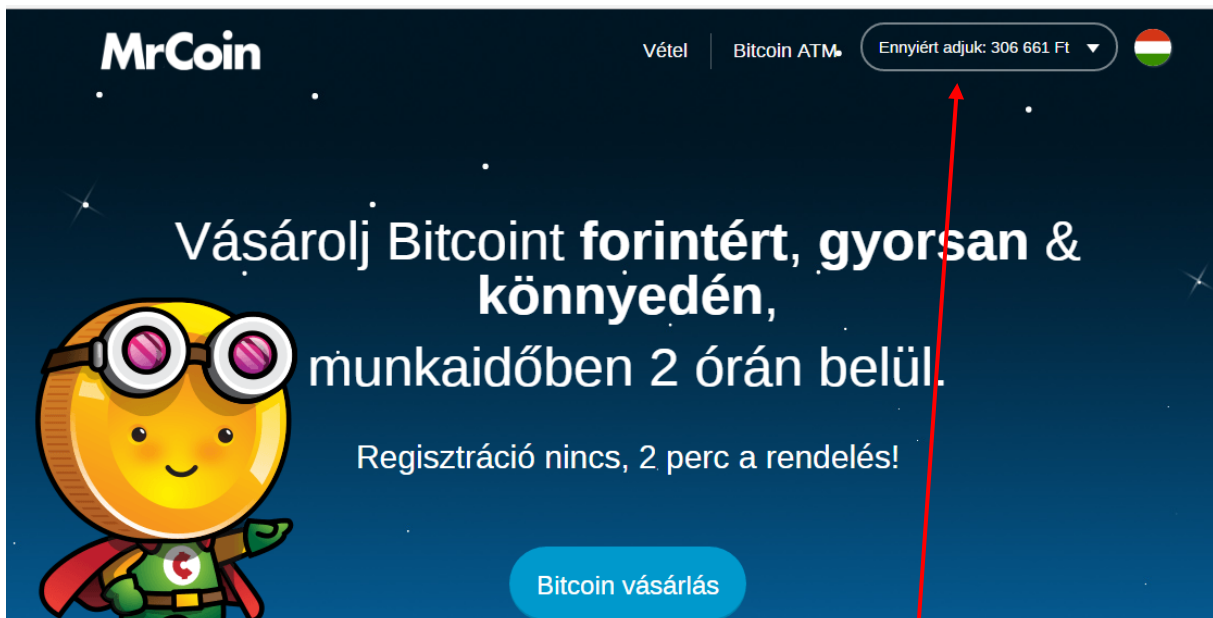 MrCoin
Vétel
Bitcoin ATM
Ennyiért adjuk: 306 661 Ft
Vásárolj Bitcoint forintért, gyorsan &
könnyedén,
munkaidőben 2 órán belül.
Regisztráció nincs, 2 perc a rendelés!
Bitcoin vásárlás